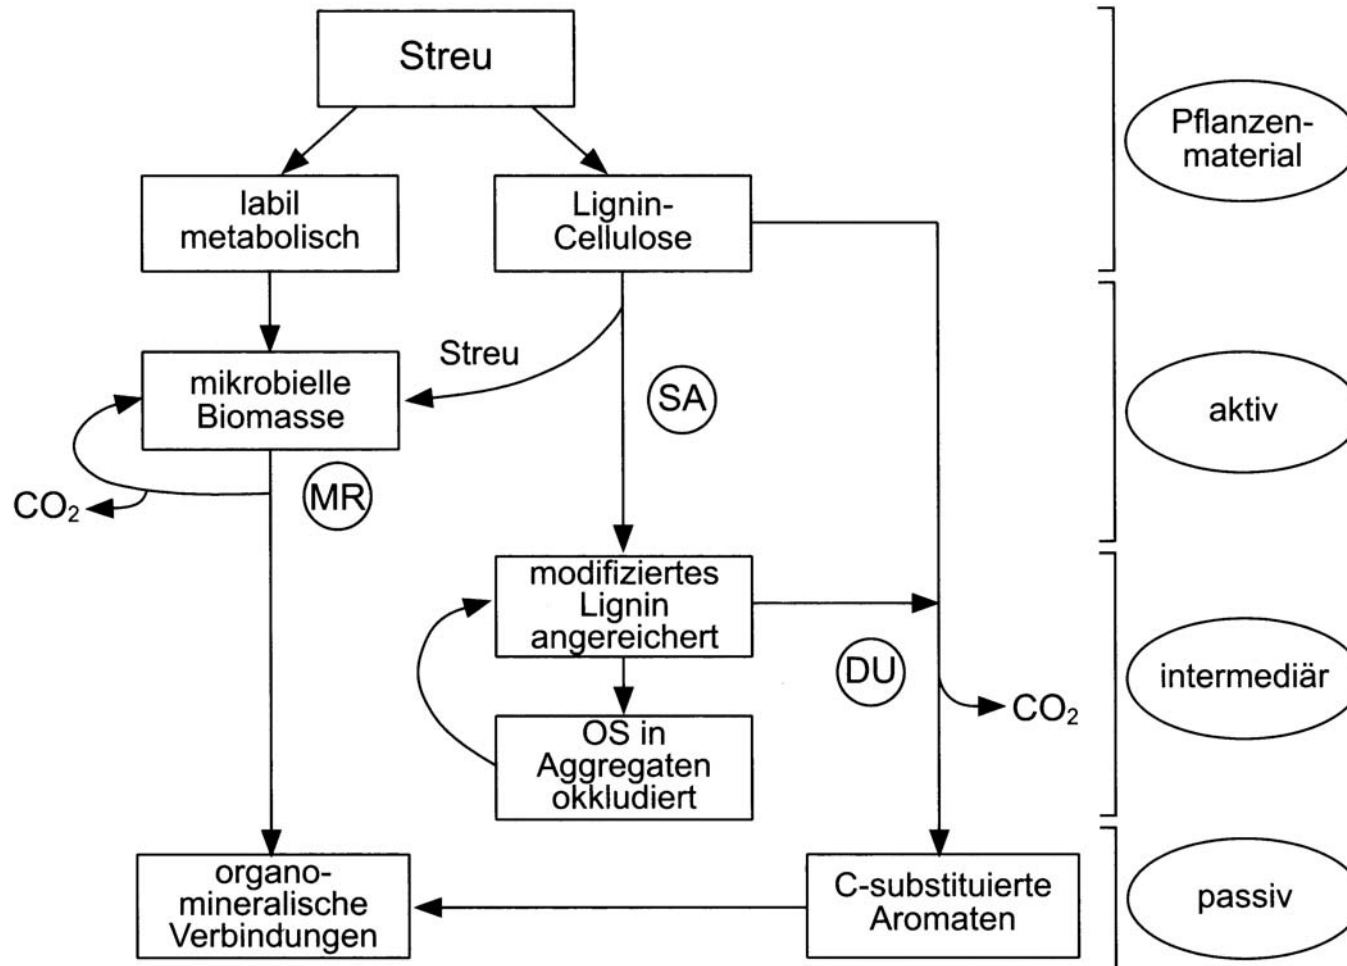 Streu
Pflanzen-
material
labil
metabolisch
Lignin-
Cellulose
Streu
mikrobielle
Biomasse
SA
aktiv
MR
CO₂
modifiziertes
Lignin
angereichert
DU
intermediär
CO₂
OS in
Aggregaten
okkludiert
organo-
mineralische
Verbindungen
C-substituierte
Aromaten
passiv